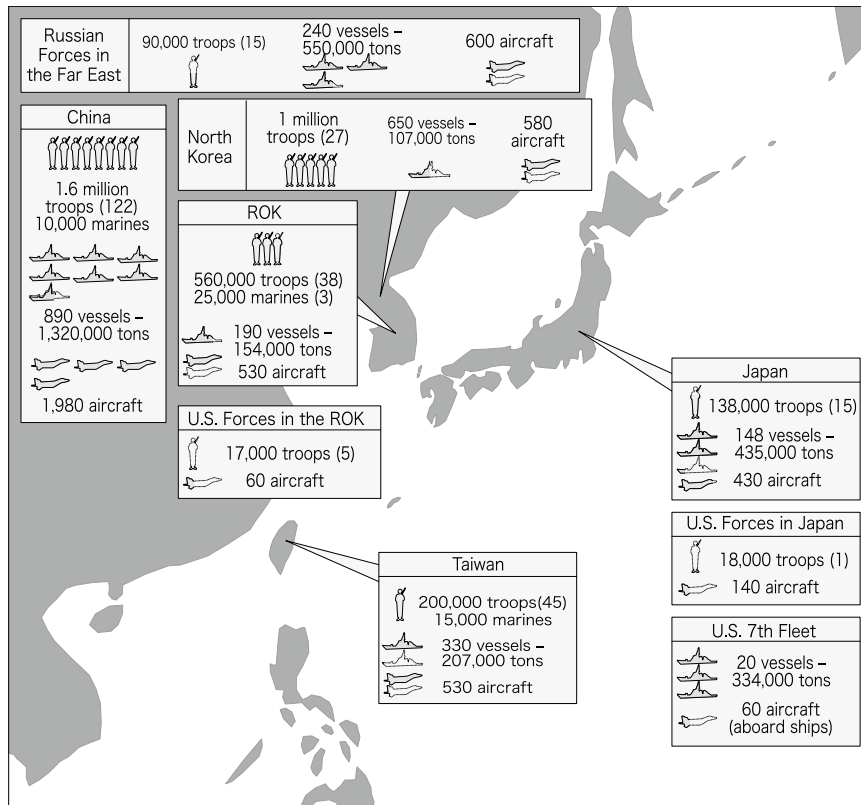 Russian
Forces in
the Far East
90,000 troops (15)
240 vessels –
550,000 tons
600 aircraft
China
1.6 million
troops (122)
10,000 marines
890 vessels –
1,320,000 tons
1,980 aircraft
North
Korea
1 million
troops (27)
650 vessels –
107,000 tons
580
aircraft
ROK
560,000 troops (38)
25,000 marines (3)
190 vessels –
154,000 tons
530 aircraft
U.S. Forces in the ROK
17,000 troops (5)
60 aircraft
Japan
138,000 troops (15)
148 vessels –
435,000 tons
430 aircraft
U.S. Forces in Japan
18,000 troops (1)
140 aircraft
Taiwan
200,000 troops(45)
15,000 marines
330 vessels –
207,000 tons
530 aircraft
U.S. 7th Fleet
20 vessels –
334,000 tons
60 aircraft
(aboard ships)